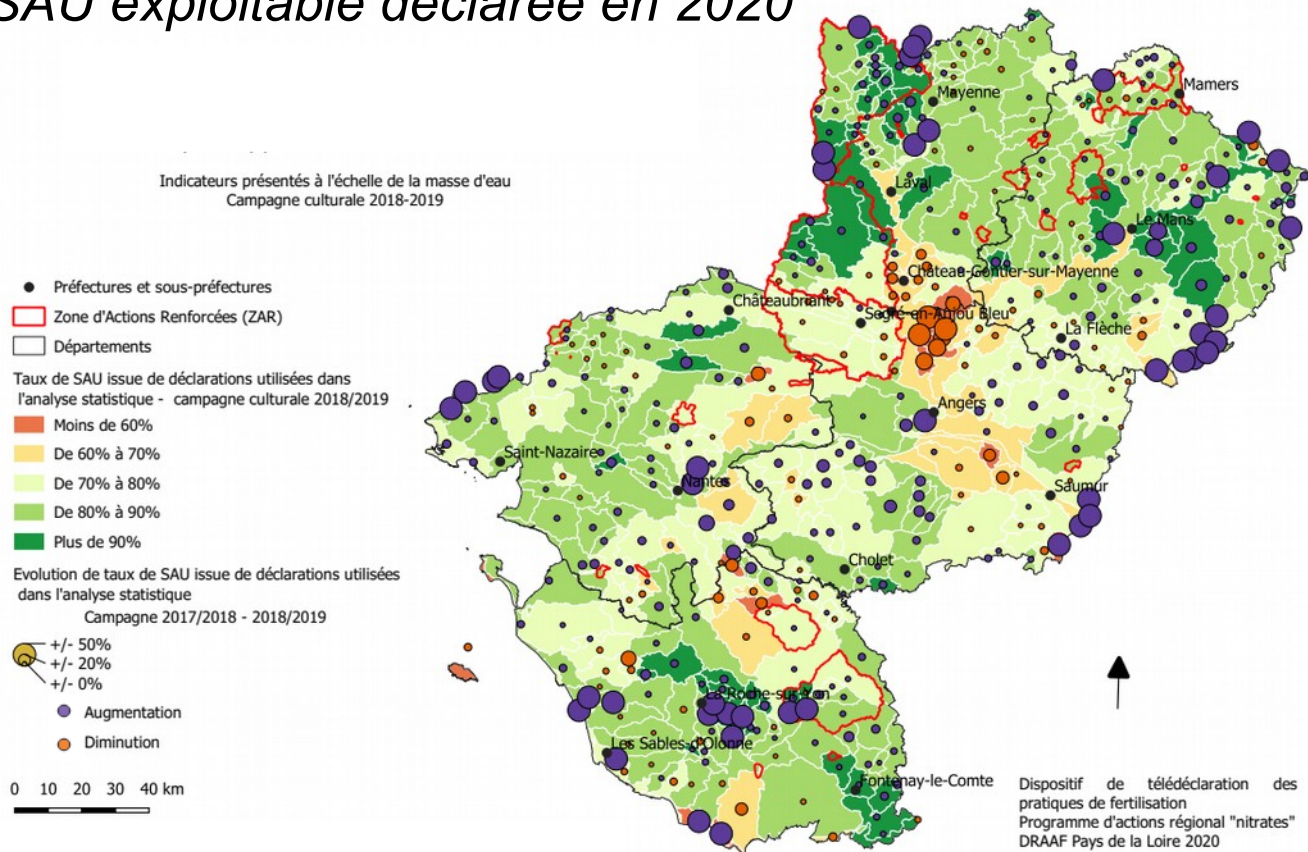 SAU exploitable déclarée en 2020
Indicateurs présentés à l'échelle de la masse d'eau
Campagne culturale 2018-2019
Préfectures et sous-préfectures
Zone d'Actions Renforcées (ZAR)
Départements
Taux de SAU issue de déclarations utilisées dans
l'analyse statistique - campagne culturale 2018/2019
Moins de 60%
De 60% à 70%
De 70% à 80%
De 80% à 90%
Plus de 90%
Evolution de taux de SAU issue de déclarations utilisées
dans l'analyse statistique
Campagne 2017/2018 - 2018/2019
+/- 50%
+/- 20%
+/- 0%
Augmentation
Diminution
0 10 20 30 40 km
Mayenne
Mamers
Laval
Le Mans
Château-Gontier-sur-Mayenne
Châteaubriant
Segré-en-Anjou Bleu
La Flèche
Angers
Saint-Nazaire
Nantes
Saumur
Cholet
La Roche-sur-Yon
Les Sables-d'Olonne
Fontenay-le-Comte
Dispositif de télédéclaration des
pratiques de fertilisation
Programme d'actions régional "nitrates"
DRAAF Pays de la Loire 2020